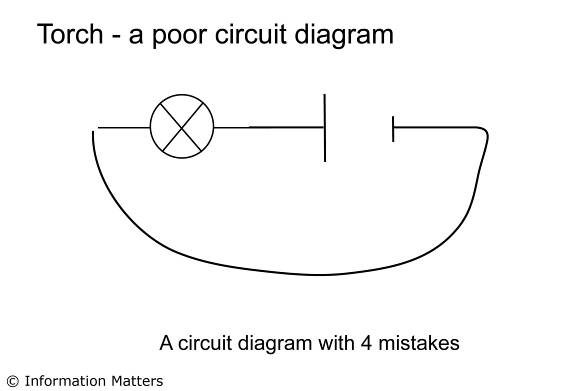 Torch - a poor circuit diagram
A circuit diagram with 4 mistakes
© Information Matters